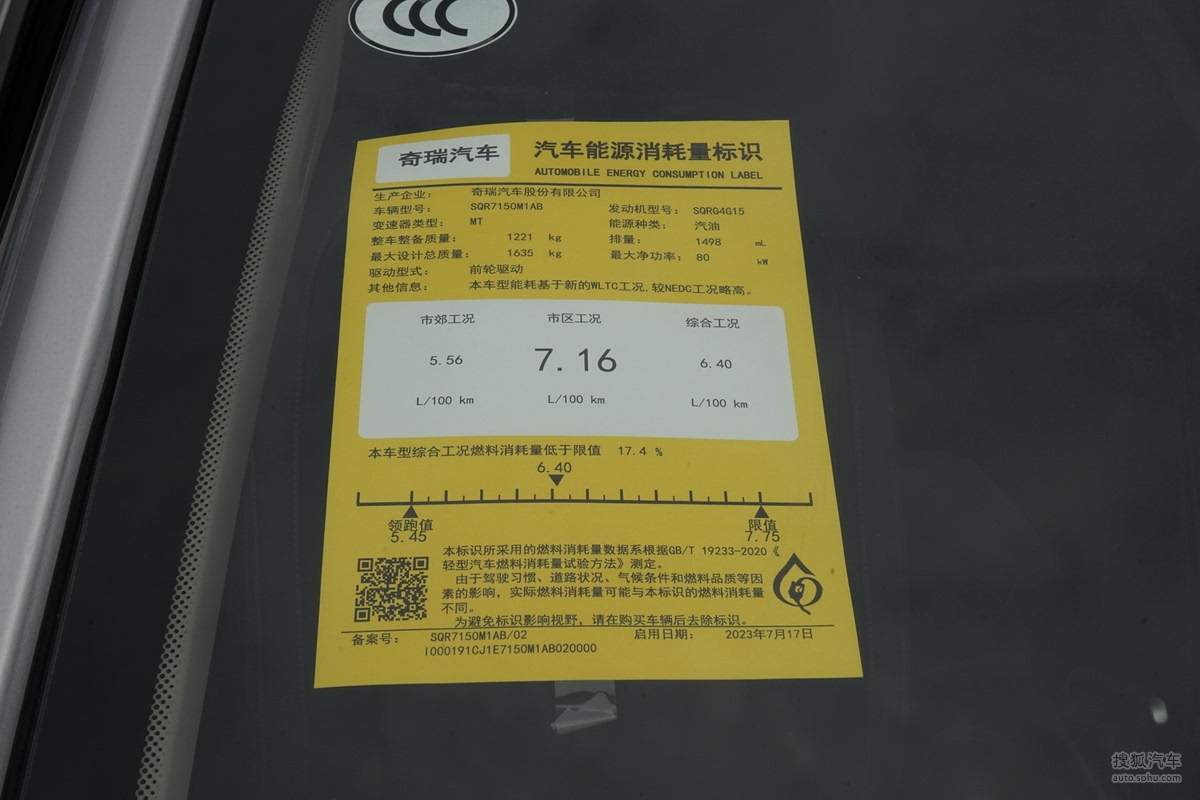 CCC
奇瑞汽车 汽车能源消耗量标识
AUTOMOBILE ENERGY CONSUMPTION LABEL
生产企业: 奇瑞汽车股份有限公司
车辆型号: SQR7150M1AB 发动机型号: SQRG4G15
变速器类型: MT 能源种类: 汽油
整车整备质量: 1221 kg 排量: 1498 mL
最大设计总质量: 1635 kg 最大净功率: 80 kW
驱动型式: 前轮驱动
其他信息: 本车型能耗基于新的WLTC工况,较NEDC工况略高。
市郊工况 市区工况 综合工况
5.56 7.16 6.40
L/100 km L/100 km L/100 km
本车型综合工况燃料消耗量低于限值 17.4 %
6.40
领跑值 限值
5.45 7.75
本标识所采用的燃料消耗量数据系根据GB/T 19233-2020《
轻型汽车燃料消耗量试验方法》测定。
由于驾驶习惯、道路状况、气候条件和燃料品质等因
素的影响,实际燃料消耗量可能与本标识的燃料消耗量
不同。
为避免标识影响视野,请在购买车辆后去除标识。
备案号: SQR7150M1AB/02 启用日期: 2023年7月17日
I000191CJ1E7150M1AB020000
搜狐汽车
auto.sohu.com